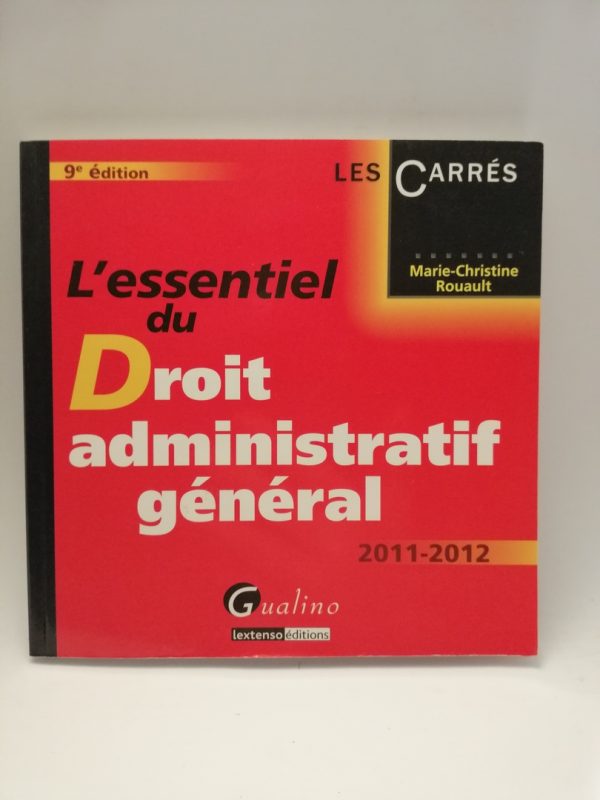 9e édition
LES CARRÉS
Marie-Christine
Rouault
L'essentiel
du
Droit
administratif
général
2011-2012
Gualino
lextenso éditions